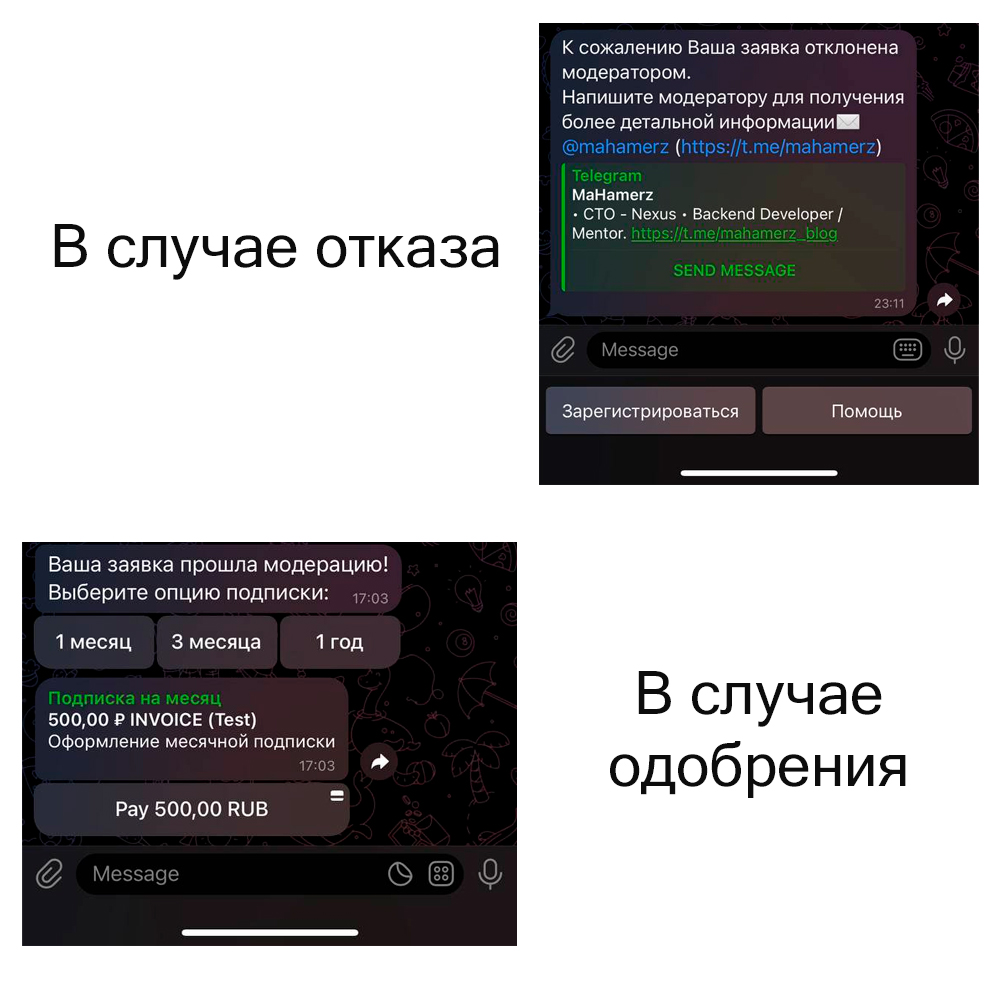 В случае отказа
К сожалению Ваша заявка отклонена
модератором.
Напишите модератору для получения
более детальной информации✉️
@mahamerz (https://t.me/mahamerz)
Telegram
MaHamerz
• CTO - Nexus • Backend Developer /
Mentor. https://t.me/mahamerz_blog
SEND MESSAGE
23:11
Message
Зарегистрироваться
Помощь
Ваша заявка прошла модерацию!
Выберите опцию подписки:
17:03
1 месяц
3 месяца
1 год
Подписка на месяц
500,00 ₽ INVOICE (Test)
Оформление месячной подписки
17:03
Pay 500,00 RUB
Message
В случае
одобрения